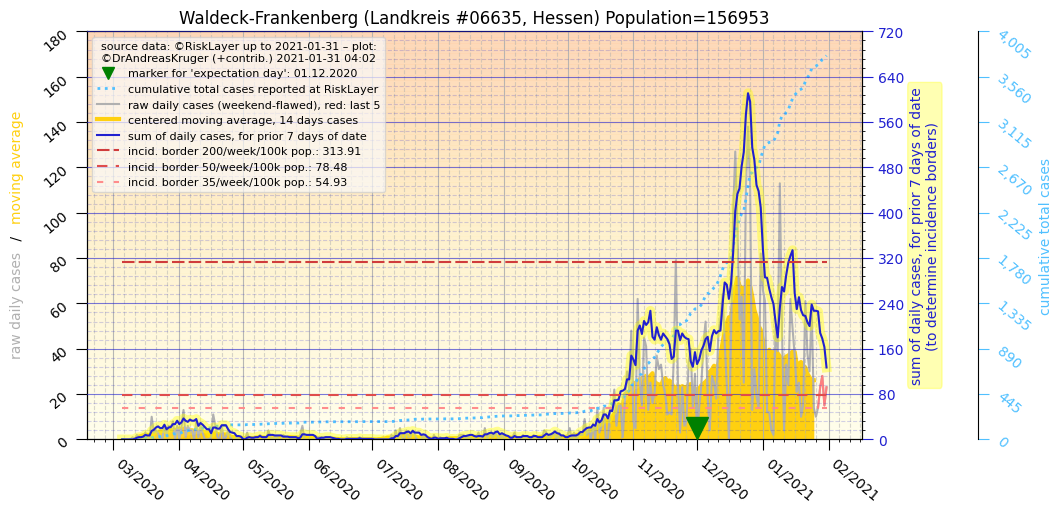 Waldeck-Frankenberg (Landkreis #06635, Hessen) Population=156953
source data: ©RiskLayer up to 2021-01-31 – plot:
©DrAndreasKruger (+contrib.) 2021-01-31 04:02
marker for 'expectation day': 01.12.2020
cumulative total cases reported at RiskLayer
raw daily cases (weekend-flawed), red: last 5
centered moving average, 14 days cases
sum of daily cases, for prior 7 days of date
incid. border 200/week/100k pop.: 313.91
incid. border 50/week/100k pop.: 78.48
incid. border 35/week/100k pop.: 54.93
raw daily cases / moving average
180
160
140
120
100
80
60
40
20
0
03/2020
04/2020
05/2020
06/2020
07/2020
08/2020
09/2020
10/2020
11/2020
12/2020
01/2021
02/2021
720
640
560
480
400
320
240
160
80
0
sum of daily cases, for prior 7 days of date
(to determine incidence borders)
4,005
3,560
3,115
2,670
2,225
1,780
1,335
890
445
0
cumulative total cases